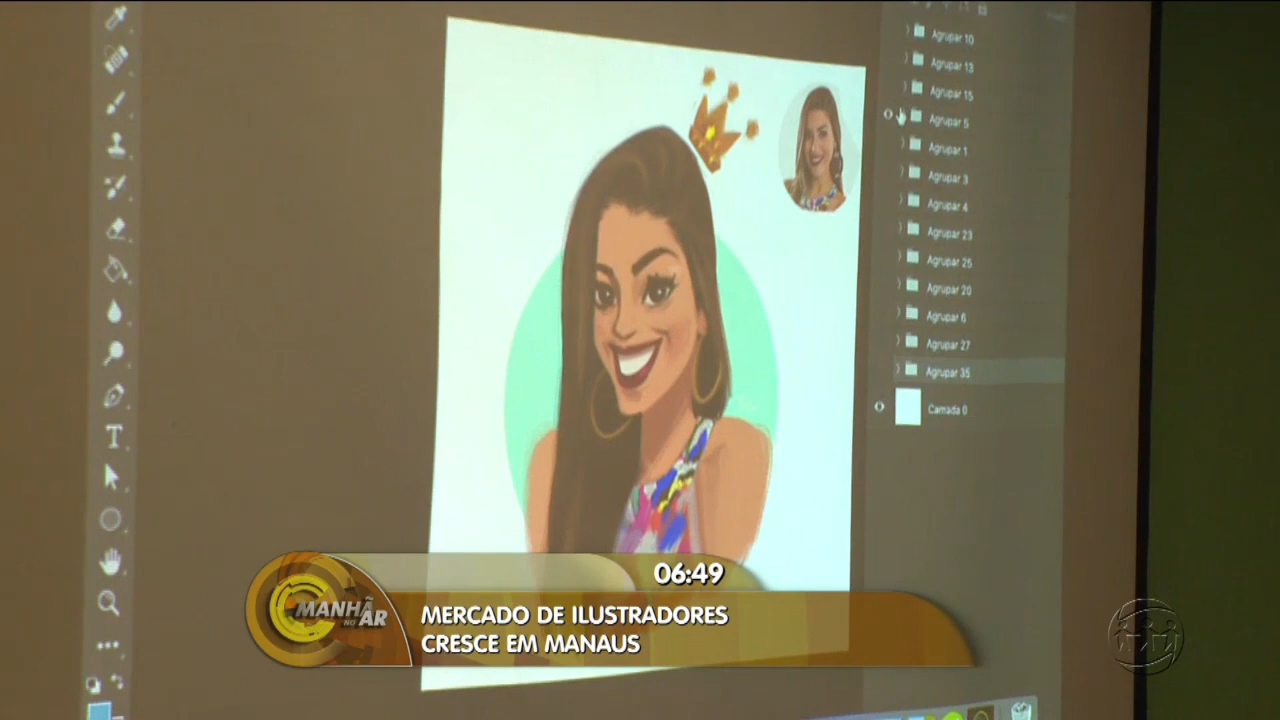 Agrupar 10
Agrupar 13
Agrupar 15
Agrupar 5
Agrupar 1
Agrupar 3
Agrupar 4
Agrupar 23
Agrupar 25
Agrupar 20
Agrupar 6
Agrupar 27
Agrupar 35
Camada 0
T
06:49
MANHÃ
NO AR
MERCADO DE ILUSTRADORES
CRESCE EM MANAUS